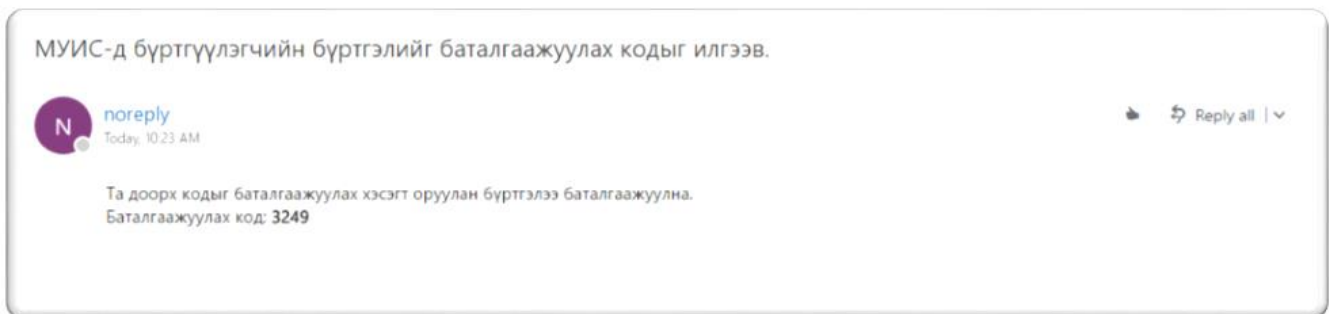 МУИС-д бүртгүүлэгчийн бүртгэлийг баталгаажуулах кодыг илгээв.
N
noreply
Today, 10:23 AM
Reply all
Та доорх кодыг баталгаажуулах хэсэгт оруулан бүртгэлээ баталгаажуулна.
Баталгаажуулах код: 3249